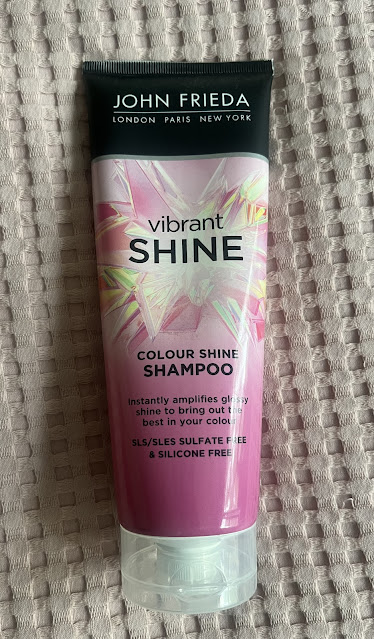 JOHN FRIEDA
LONDON PARIS NEW YORK
vibrant
SHINE
COLOUR SHINE
SHAMPOO
instantly amplifies glossy
shine to bring out the
best in your colour
SLS/SLES SULFATE FREE
& SILICONE FREE